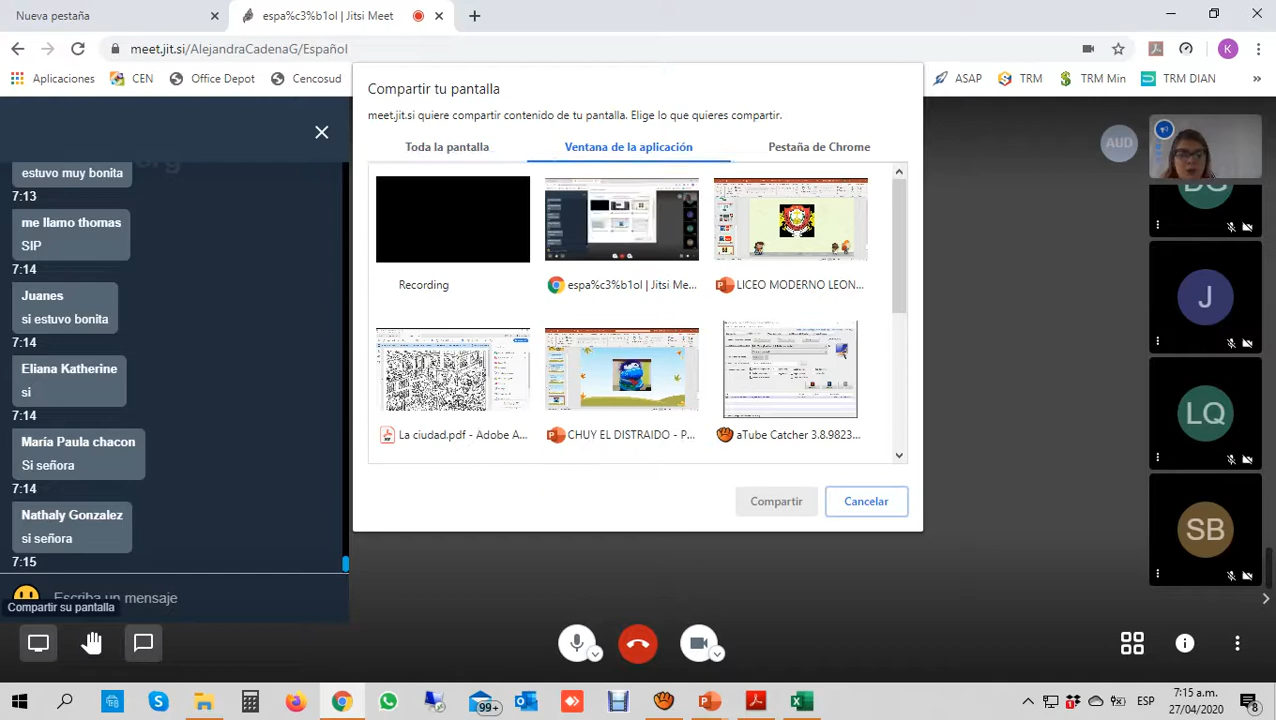 Nueva pestaña
espa%c3%b1ol | Jitsi Meet
meet.jit.si/AlejandraCadenaG/Español
K
Aplicaciones
CEN
Office Depot
Cencosud
ASAP
TRM
TRM Min
TRM DIAN
»
Compartir tu pantalla
meet.jit.si quiere compartir contenido de tu pantalla. Elige lo que quieres compartir.
Toda la pantalla
Ventana de la aplicación
Pestaña de Chrome
Recording
espa%c3%b1ol | Jitsi Me...
LICEO MODERNO LEON...
La ciudad.pdf - Adobe A...
CHUY EL DISTRAIDO - P...
aTube Catcher 3.8.9823...
Compartir
Cancelar
estuvo muy bonita
7:13
me llamo thomas
SIP
7:14
Juanes
si estuvo bonita
7:14
si
7:14
María Paula chacon
Si señora
7:14
Nathaly Gonzalez
si señora
7:15
Escriba un mensaje
Compartir su pantalla
AUD
J
LQ
SB
99+
ESP
7:15 a.m.
27/04/2020
8